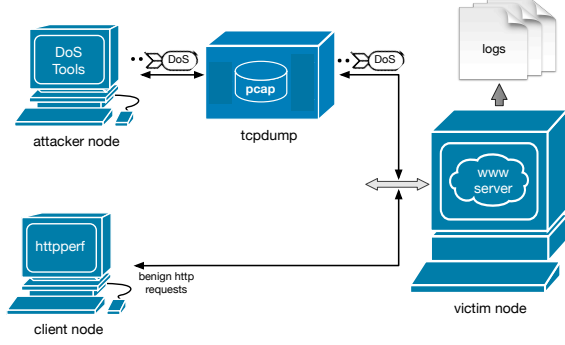 DoS
Tools
DoS
DoS
pcap
logs
attacker node
tcpdump
www
server
httpperf
benign http
requests
client node
victim node